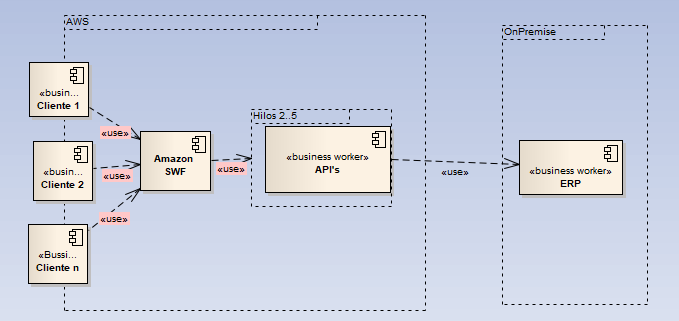 AWS
OnPremise
«busin...
Cliente 1
Hilos 2..5
«use»
Amazon
SWF
«business worker»
API's
«busin...
Cliente 2
«use»
«use»
«use»
«business worker»
ERP
«use»
«Bussi...
Cliente n